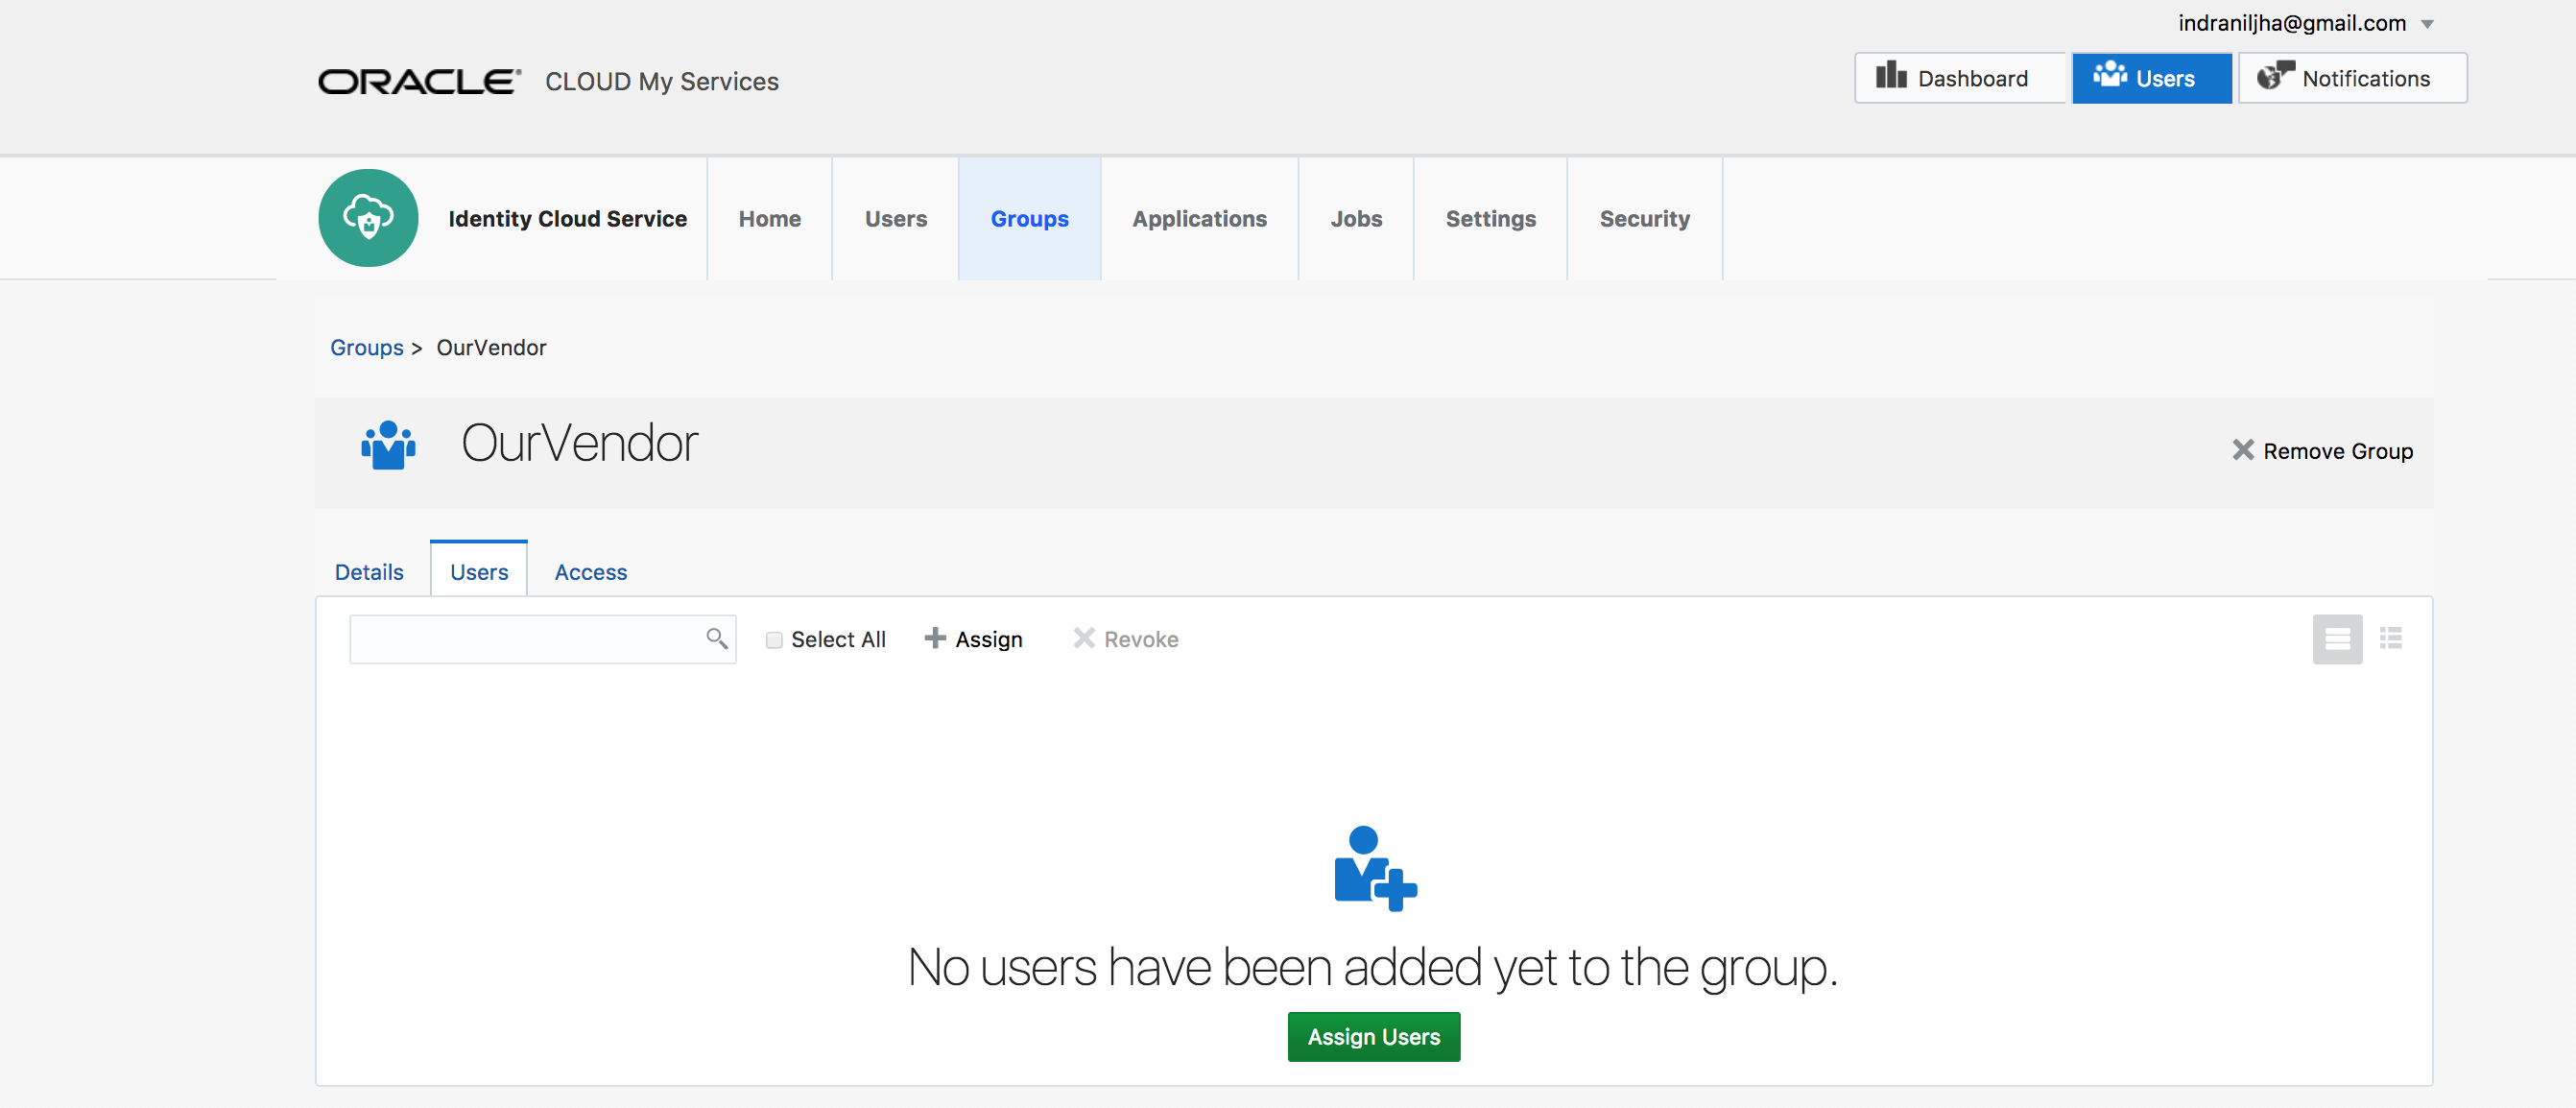 indraniljha@gmail.com
ORACLE® CLOUD My Services
Dashboard Users Notifications
Identity Cloud Service Home Users Groups Applications Jobs Settings Security
Groups > OurVendor
OurVendor
Remove Group
Details Users Access
Select All Assign Revoke
No users have been added yet to the group.
Assign Users